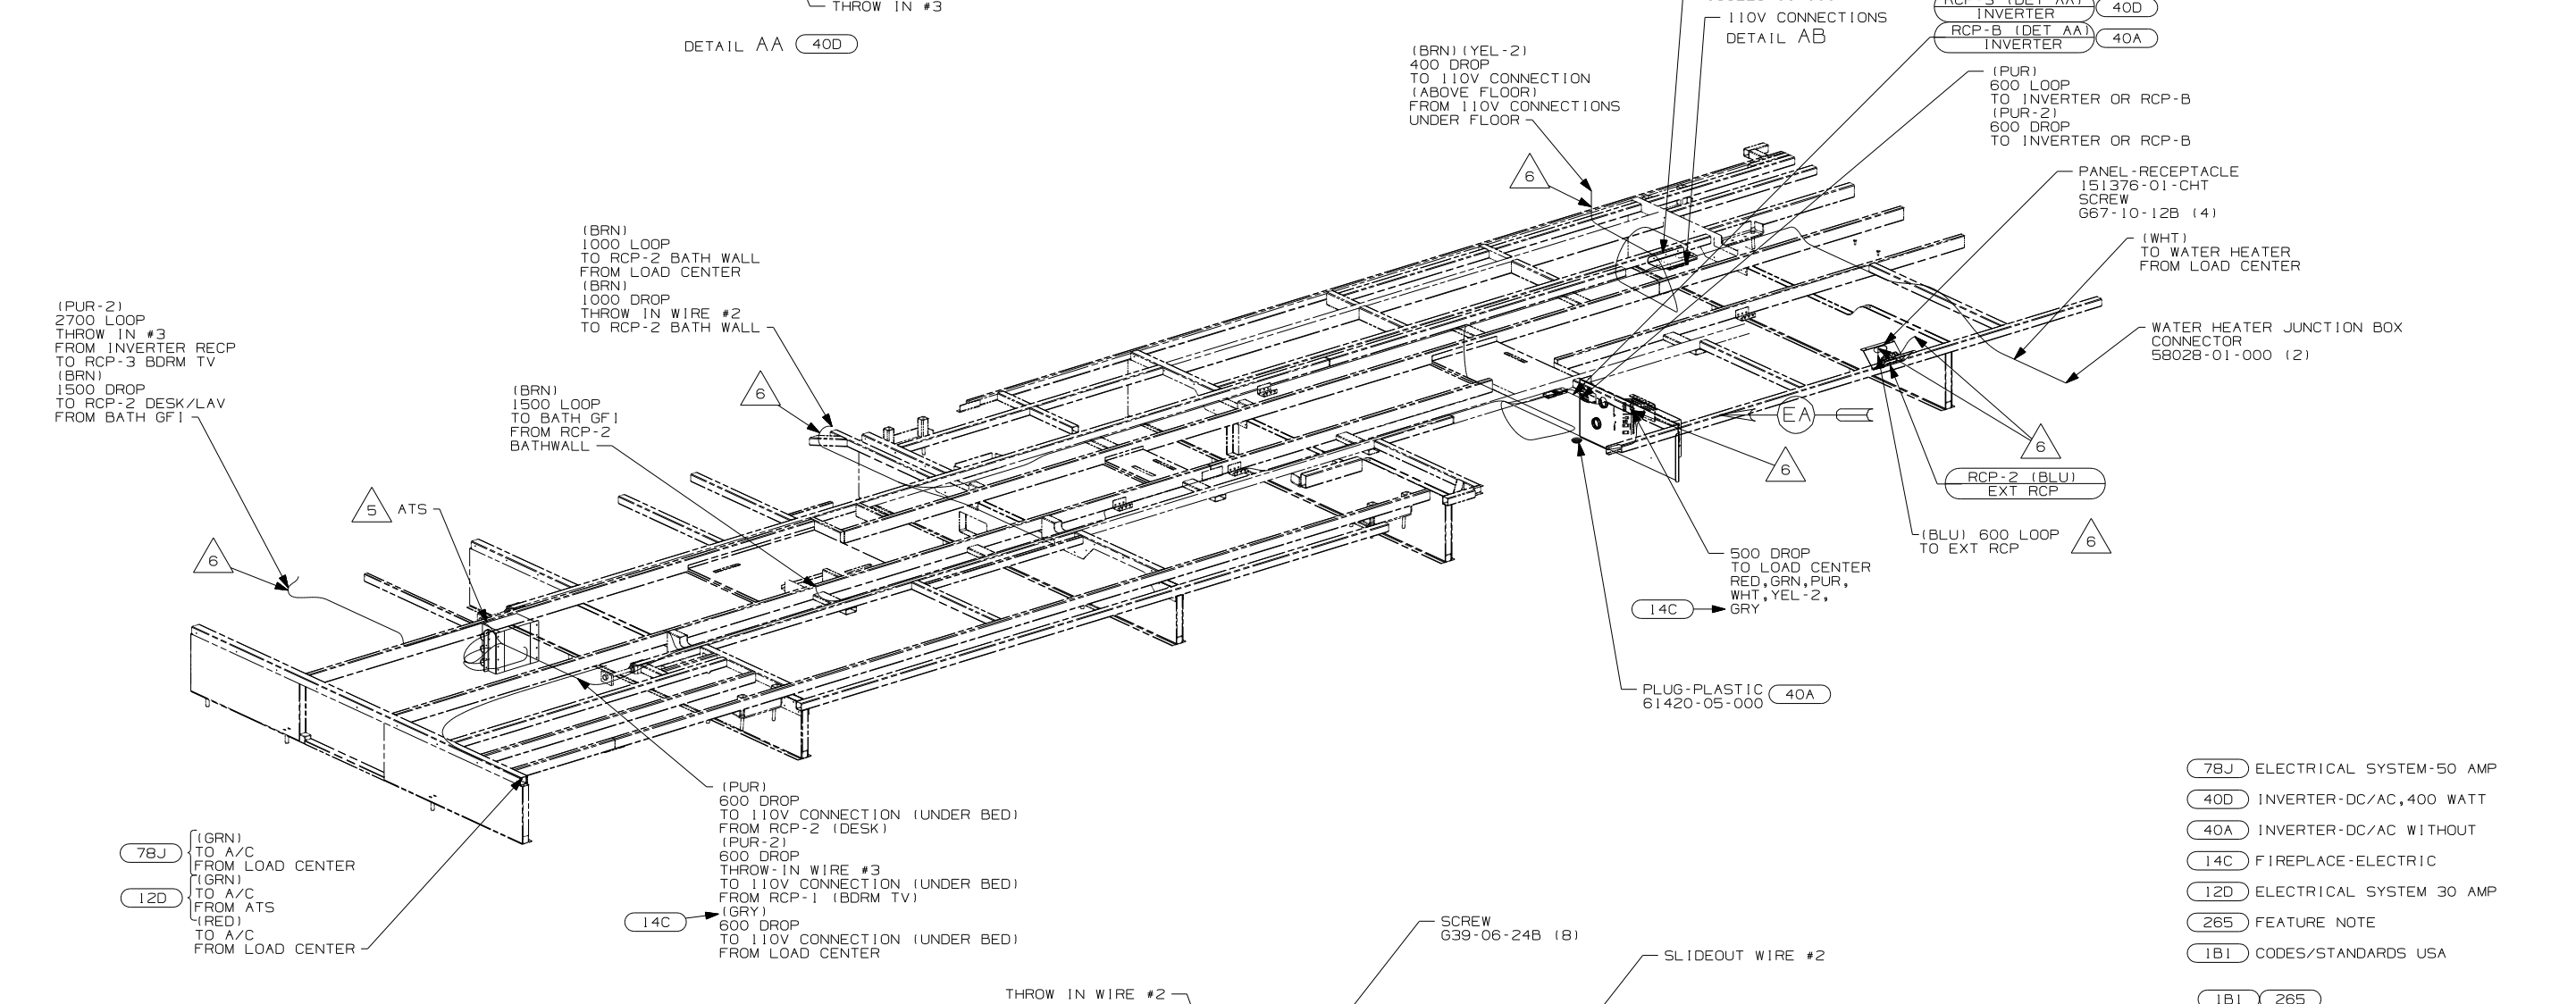 THROW IN #3
DETAIL AA 40D
110V CONNECTIONS
DETAIL AB
RCP-3 (DET AA)
INVERTER
40D
RCP-B (DET AA)
INVERTER
40A
(BRN)(YEL-2)
400 DROP
TO 110V CONNECTION
(ABOVE FLOOR)
FROM 110V CONNECTIONS
UNDER FLOOR
(PUR)
600 LOOP
TO INVERTER OR RCP-B
(PUR-2)
600 DROP
TO INVERTER OR RCP-B
6
PANEL-RECEPTACLE
151376-01-CHT
SCREW
G67-10-12B (4)
(WHT)
TO WATER HEATER
FROM LOAD CENTER
(BRN)
1000 LOOP
TO RCP-2 BATH WALL
FROM LOAD CENTER
(BRN)
1000 DROP
THROW IN WIRE #2
TO RCP-2 BATH WALL
(PUR-2)
2700 LOOP
THROW IN #3
FROM INVERTER RECP
TO RCP-3 BDRM TV
(BRN)
1500 DROP
TO RCP-2 DESK/LAV
FROM BATH GFI
WATER HEATER JUNCTION BOX
CONNECTOR
58028-01-000 (2)
6
(BRN)
1500 LOOP
TO BATH GFI
FROM RCP-2
BATHWALL
EA
6
6
RCP-2 (BLU)
EXT RCP
5 ATS
6
(BLU) 600 LOOP
TO EXT RCP
6
500 DROP
TO LOAD CENTER
RED,GRN,PUR,
WHT,YEL-2,
14C GRY
PLUG-PLASTIC 40A
61420-05-000
(PUR)
600 DROP
TO 110V CONNECTION (UNDER BED)
FROM RCP-2 (DESK)
(PUR-2)
600 DROP
THROW-IN WIRE #3
TO 110V CONNECTION (UNDER BED)
FROM RCP-1 (BDRM TV)
14C (GRY)
600 DROP
TO 110V CONNECTION (UNDER BED)
FROM LOAD CENTER
78J
(GRN)
TO A/C
FROM LOAD CENTER
12D
(GRN)
TO A/C
FROM ATS
(RED)
TO A/C
FROM LOAD CENTER
78J ELECTRICAL SYSTEM-50 AMP
40D INVERTER-DC/AC,400 WATT
40A INVERTER-DC/AC WITHOUT
14C FIREPLACE-ELECTRIC
12D ELECTRICAL SYSTEM 30 AMP
265 FEATURE NOTE
1B1 CODES/STANDARDS USA
1B1 265
SCREW
G39-06-24B (8)
SLIDEOUT WIRE #2
THROW IN WIRE #2